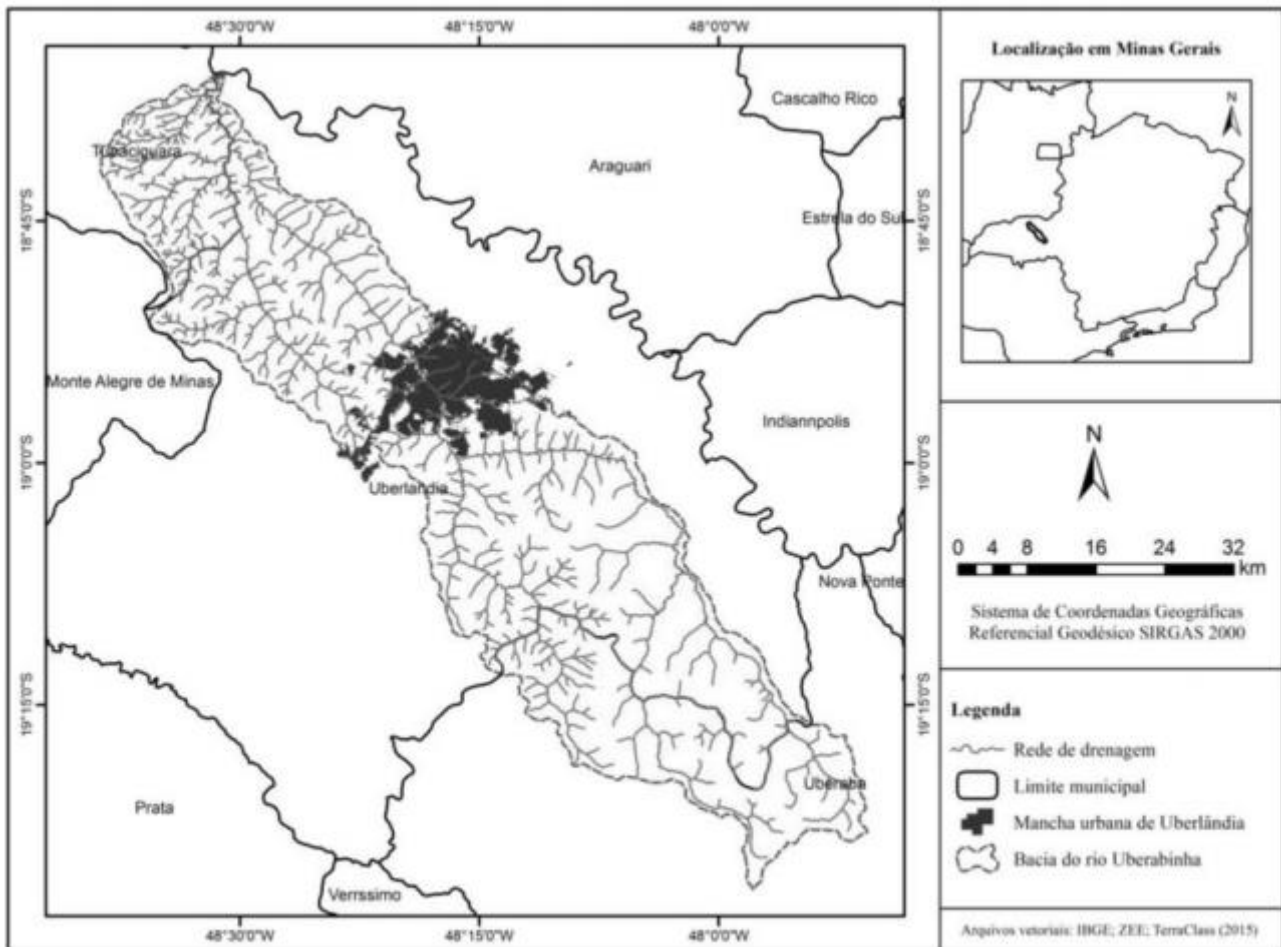 48°30'0"W 48°15'0"W 48°0'0"W
Cascalho Rico
Tupaciguara
Araguari
18°45'0"S 18°45'0"S
Estrela do Sul
Monte Alegre de Minas
Indiannpolis
19°0'0"S 19°0'0"S
Uberlândia
Nova Ponte
19°15'0"S 19°15'0"S
Uberaba
Prata
Verrssimo
48°30'0"W 48°15'0"W 48°0'0"W
Localização em Minas Gerais
N
N
0 4 8 16 24 32
km
Sistema de Coordenadas Geográficas
Referencial Geodésico SIRGAS 2000
Legenda
Rede de drenagem
Limite municipal
Mancha urbana de Uberlândia
Bacia do rio Uberabinha
Arquivos vetoriais: IBGE; ZEE; TerraClass (2015)